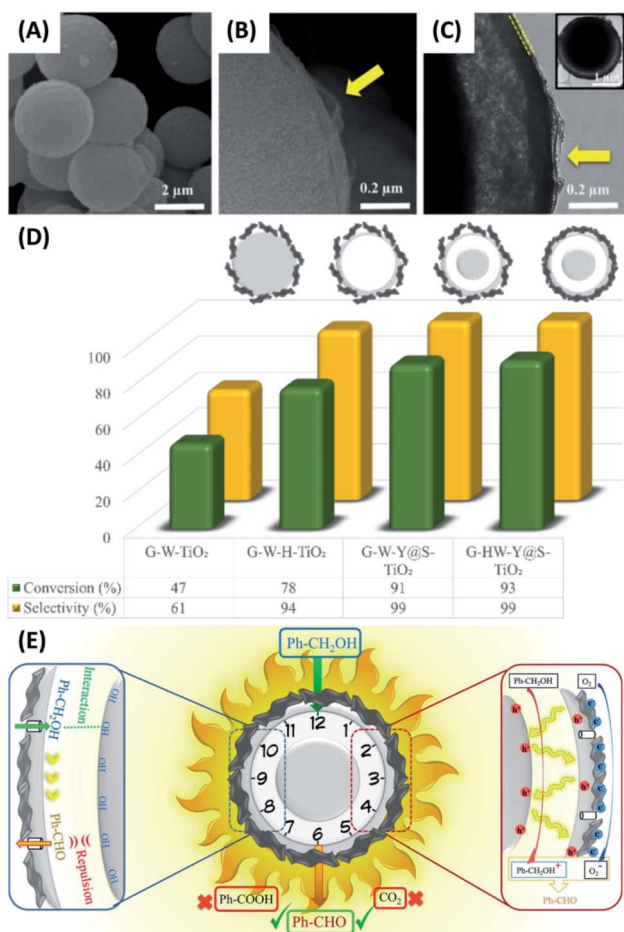 (A)
2 µm
(B)
0.2 µm
(C)
1 µm
0.2 µm
(D)
100
80
60
40
20
0
G-W-TiO₂
G-W-H-TiO₂
G-W-Y@S-
TiO₂
G-HW-Y@S-
TiO₂
Conversion (%) 47 78 91 93
Selectivity (%) 61 94 99 99
(E)
Ph-CH₂OH
Interaction
Ph-CH₂OH
OH
OH
OH
OH
OH
OH
Ph-CHO
Repulsion
12
1
2
3
4
5
6
7
8
9
10
11
Ph-COOH
Ph-CHO
CO₂
Ph-CH₂OH
O₂
h⁺
h⁺
h⁺
h⁺
h⁺
h⁺
h⁺
e
e
e
e
e
e
e
Ph-CH₂OH⁺
O₂⁻
Ph-CHO